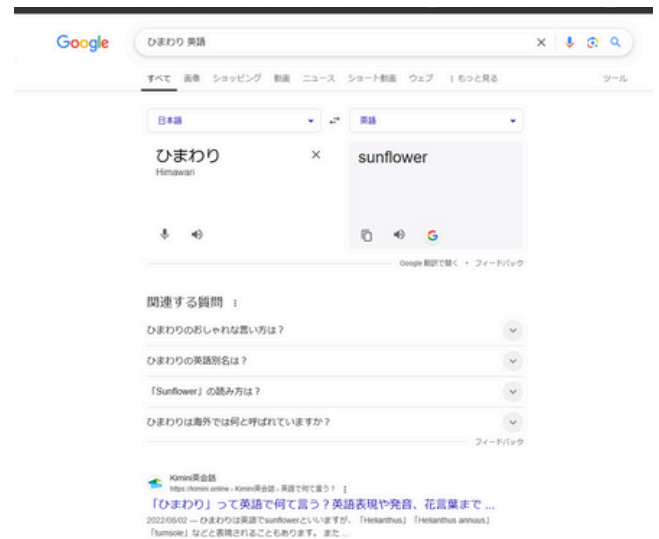 Google ひまわり 英語
すべて 画像 ショッピング 動画 ニュース ショート動画 ウェブ もっと見る ツール
日本語 英語
ひまわり sunflower
Himawari
Google 翻訳で開く • フィードバック
関連する質問
ひまわりのおしゃれな言い方は？
ひまわりの英語別名は？
「Sunflower」の読み方は？
ひまわりは海外では何と呼ばれていますか？
フィードバック
Kimini英会話
https://kimini.online › Kimini英会話 › 英語で何て言う？
「ひまわり」って英語で何て言う？英語表現や発音、花言葉まで ...
2022/08/02 — ひまわりは英語でsunflowerといいますが、「Helianthus」「Helianthus annuus」
「turnsole」などと表現されることもあります。また ...